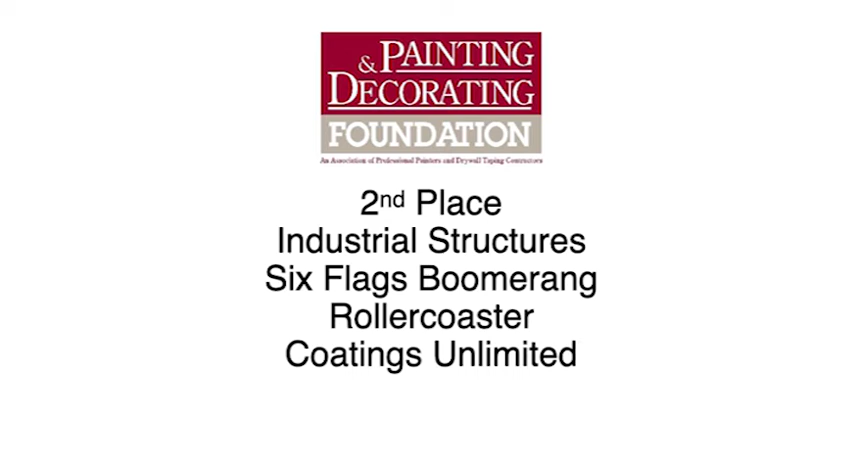 & PAINTING
DECORATING
FOUNDATION
An Association of Professional Painters and Drywall Taping Contractors
2nd Place
Industrial Structures
Six Flags Boomerang
Rollercoaster
Coatings Unlimited